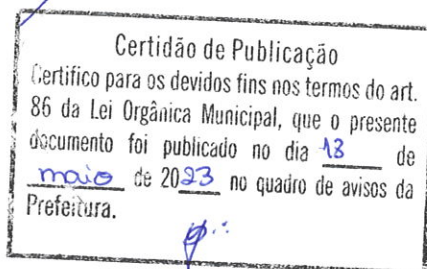 Certidão de Publicação
Certifico para os devidos fins nos termos do art.
86 da Lei Orgânica Municipal, que o presente
documento foi publicado no dia 18 de
maio de 2023 no quadro de avisos da
Prefeitura.